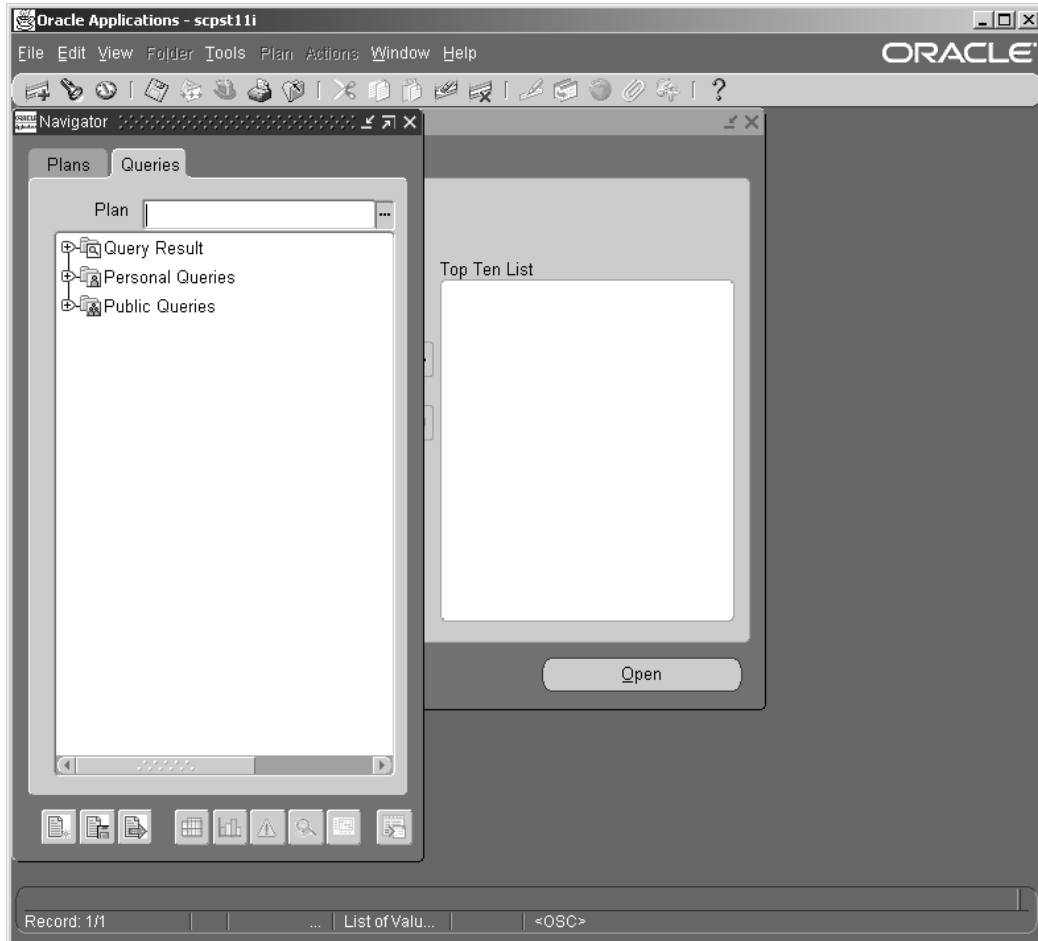 Oracle Applications - scpst11i
File Edit View Folder Tools Plan Actions Window Help
ORACLE
Navigator
Plans Queries
Plan
...
Query Result
Personal Queries
Public Queries
Top Ten List
Open
Record: 1/1 ... List of Valu... <OSC>